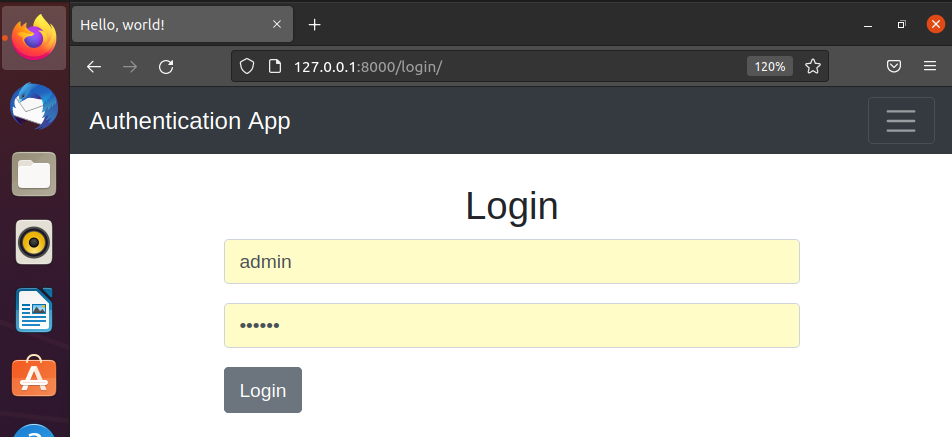 Hello, world!
127.0.0.1:8000/login/
120%
Authentication App
Login
admin
••••••
Login